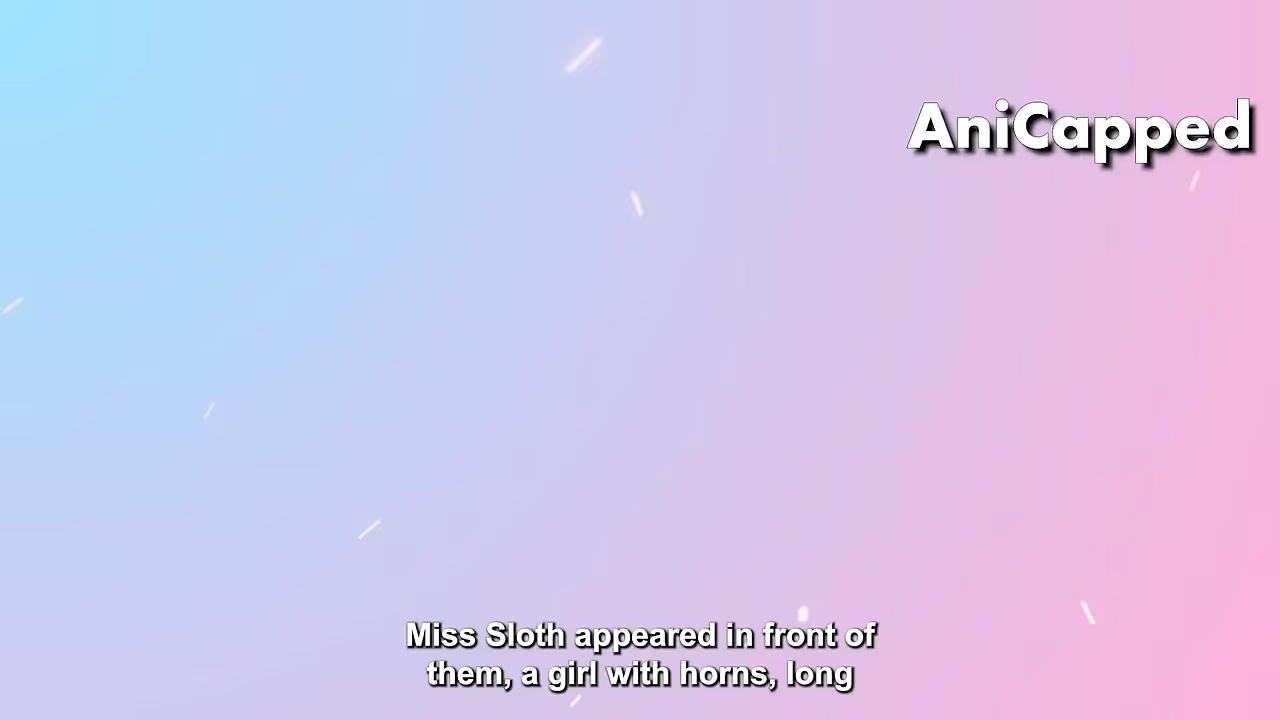 AniCapped
Miss Sloth appeared in front of
them, a girl with horns, long